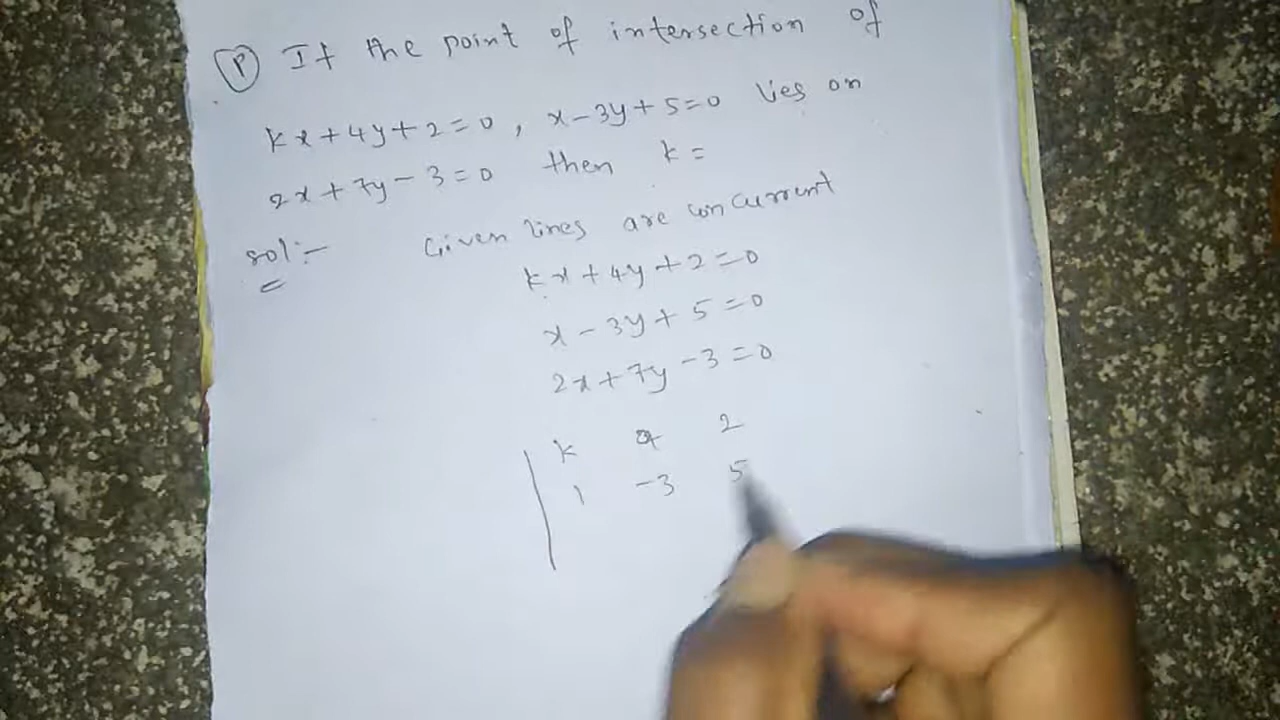 (P) If the point of intersection of
kx+4y+2=0, x-3y+5=0 lies on
2x+7y-3=0 then k=
sol:- Given lines are concurrent
kx+4y+2=0
x-3y+5=0
2x+7y-3=0
k 4 2
1 -3 5